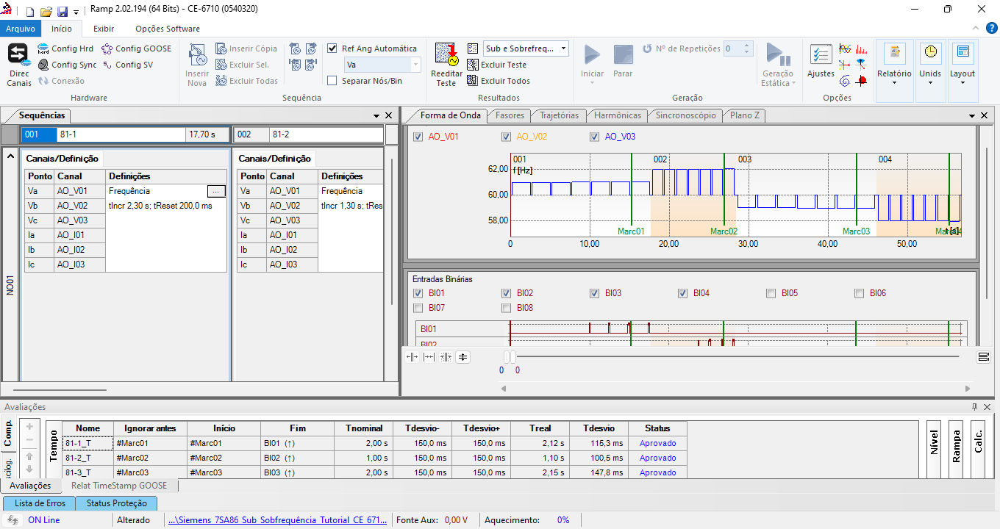 Ramp 2.02.194 (64 Bits) - CE-6710 (0540320)
Arquivo Início Exibir Opções Software
Direc Canais
Config Hrd
Config Sync
Conexão
Config GOOSE
Config SV
Hardware
Inserir Nova
Inserir Cópia
Excluir Sel.
Excluir Todas
Ref Ang Automática
Va
Separar Nós/Bin
Sequência
Reeditar Teste
Sub e Sobrefreq...
Excluir Teste
Excluir Todos
Resultados
Iniciar
Parar
Nº de Repetições 0
Geração Estática
Geração
Ajustes
Opções
Relatório
Unids
Layout
Sequências
001 81-1 17,70 s 002 81-2
Canais/Definição Canais/Definição
Ponto Canal Definições Ponto Canal Definições
Va AO_V01 Frequência ... Va AO_V01 Frequência
Vb AO_V02 tIncr 2,30 s; tReset 200,0 ms Vb AO_V02 tIncr 1,30 s; tRes
Vc AO_V03 Vc AO_V03
Ia AO_I01 Ia AO_I01
Ib AO_I02 Ib AO_I02
Ic AO_I03 Ic AO_I03
NO01
Forma de Onda Fasores Trajetórias Harmônicas Sincronoscópio Plano Z
AO_V01 AO_V02 AO_V03
001 002 003 004
f [Hz]
62,00
60,00
58,00
Marc01 Marc02 Marc03
t [s]
0 10,00 20,00 30,00 40,00 50,00
Entradas Binárias
BI01 BI02 BI03 BI04 BI05 BI06
BI07 BI08
BI01
BI02
0 0
Avaliações
Comp.
Tempo
Nome Ignorar antes Início Fim Tnominal Tdesvio- Tdesvio+ Treal Tdesvio Status
81-1_T #Marc01 #Marc01 BI01 (↑) 2,00 s 150,0 ms 150,0 ms 2,12 s 115,3 ms Aprovado
81-2_T #Marc02 #Marc02 BI02 (↑) 1,00 s 150,0 ms 150,0 ms 1,10 s 100,5 ms Aprovado
81-3_T #Marc03 #Marc03 BI03 (↑) 2,00 s 150,0 ms 150,0 ms 2,15 s 147,8 ms Aprovado
Nível
Rampa
Calc.
Avaliações Relat TimeStamp GOOSE
Lista de Erros Status Proteção
ON Line Alterado ...\Siemens_7SA86_Sub_Sobfrequência_Tutorial_CE_671... Fonte Aux: 0,00 V Aquecimento: 0%